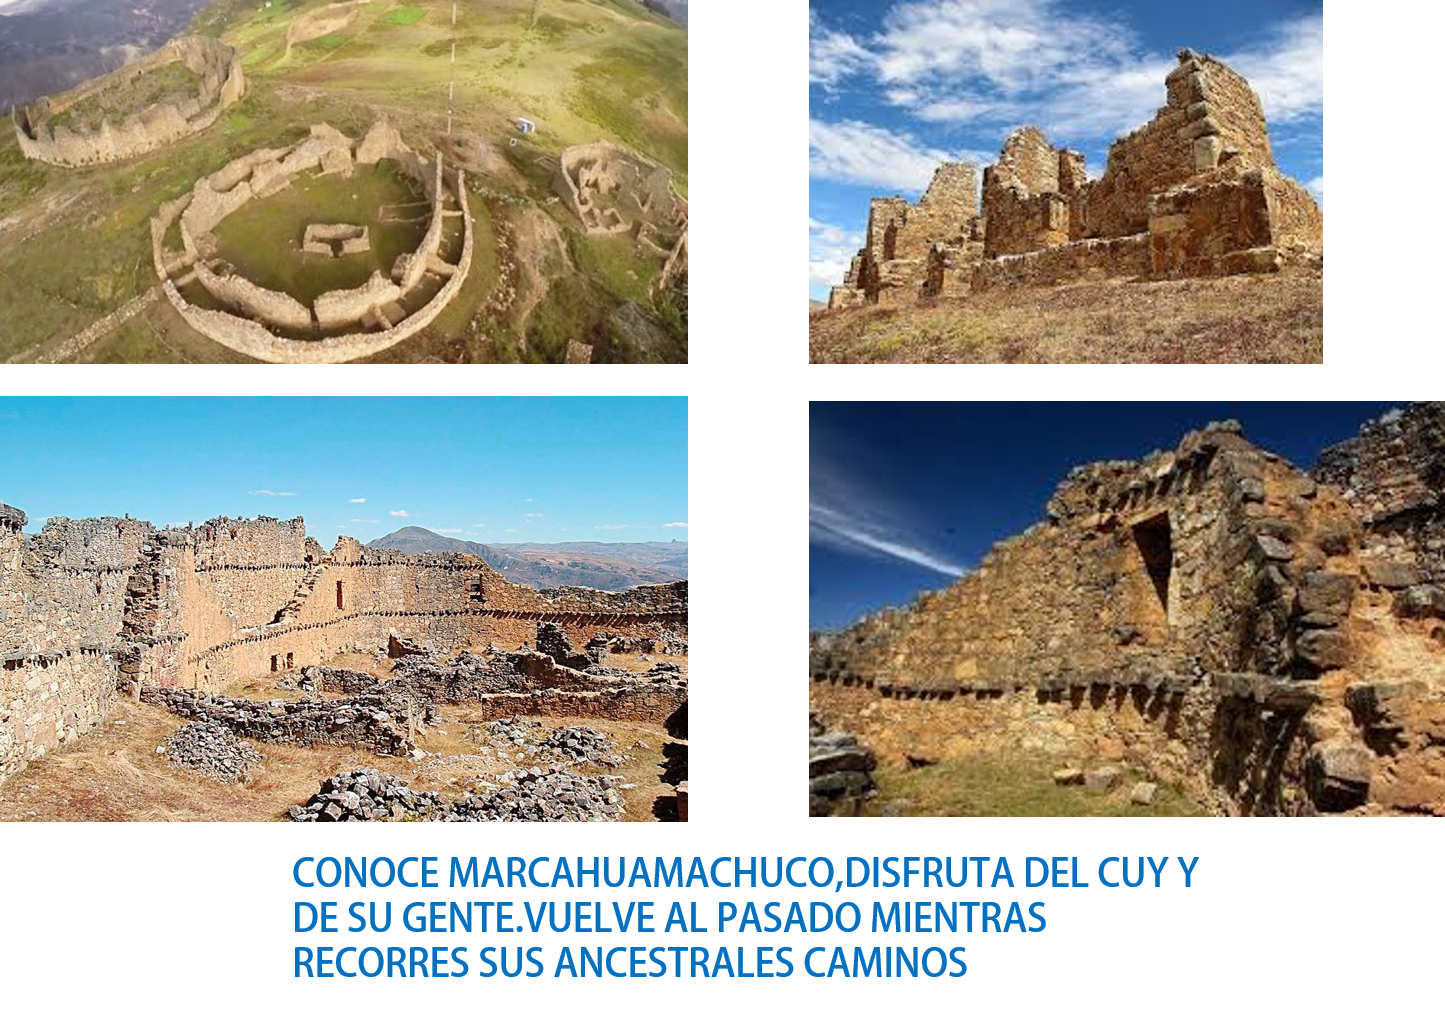 CONOCE MARCAHUAMACHUCO,DISFRUTA DEL CUY Y
DE SU GENTE.VUELVE AL PASADO MIENTRAS
RECORRES SUS ANCESTRALES CAMINOS